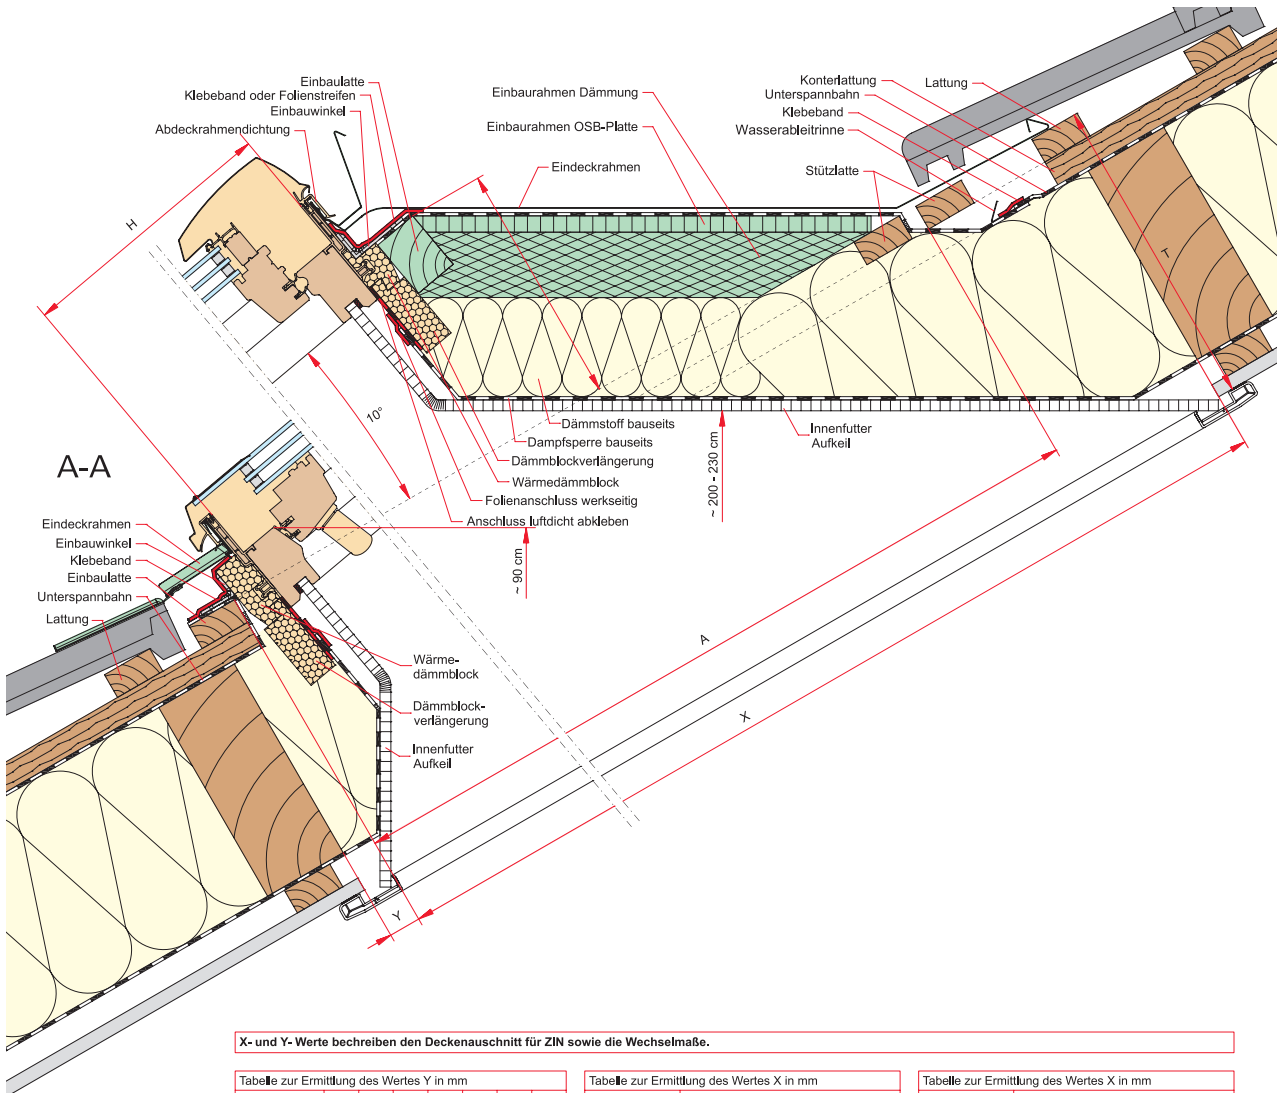 Einbaulatte
Klebeband oder Folienstreifen
Einbauwinkel
Abdeckrahmendichtung
Einbaurahmen Dämmung
Einbaurahmen OSB-Platte
Eindeckrahmen
Konterlattung
Lattung
Unterspannbahn
Klebeband
Wasserableitrinne
Stützlatte
H
T
10°
Dämmstoff bauseits
Dampfsperre bauseits
Dämmblockverlängerung
Wärmedämmblock
Folienanschluss werkseitig
Anschluss luftdicht abkleben
Innenfutter
Aufkeil
~ 200 - 230 cm
~ 90 cm
A-A
Eindeckrahmen
Einbauwinkel
Klebeband
Einbaulatte
Unterspannbahn
Lattung
Wärme-
dämmblock
Dämmblock-
verlängerung
Innenfutter
Aufkeil
A
X
Y
X- und Y- Werte bechreiben den Deckenauschnitt für ZIN sowie die Wechselmaße.
Tabelle zur Ermittlung des Wertes Y in mm
Tabelle zur Ermittlung des Wertes X in mm
Tabelle zur Ermittlung des Wertes X in mm